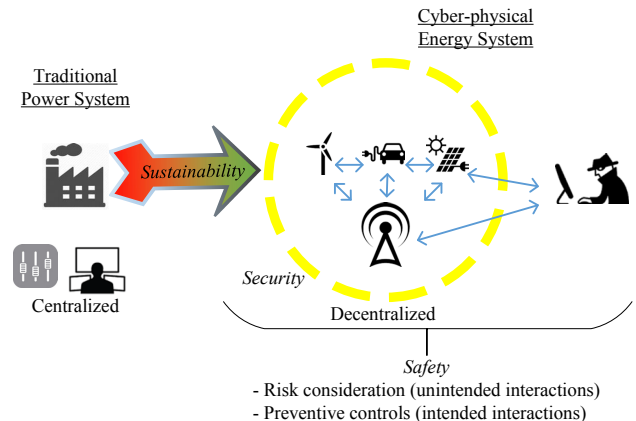 Cyber-physical
Energy System
Traditional
Power System
Sustainability
Security
Centralized
Decentralized
Safety
- Risk consideration (unintended interactions)
- Preventive controls (intended interactions)